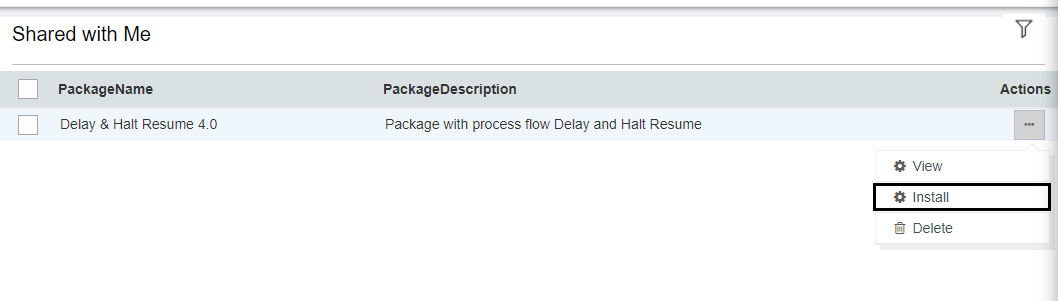 Shared with Me
PackageName PackageDescription Actions
Delay & Halt Resume 4.0 Package with process flow Delay and Halt Resume
View
Install
Delete